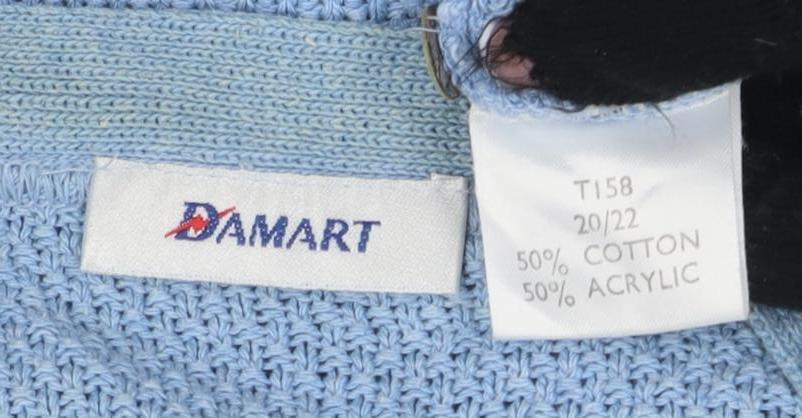 DAMART
T158
20/22
50% COTTON
50% ACRYLIC